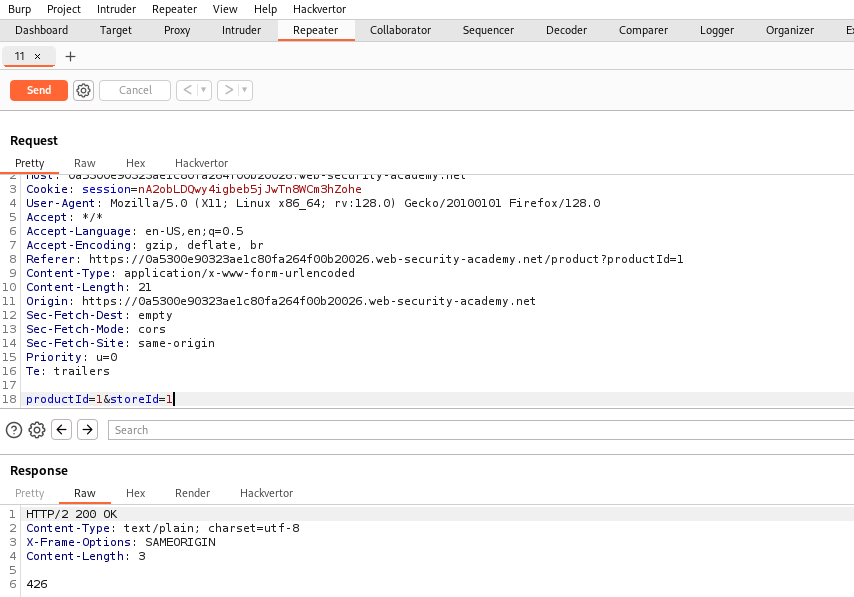 Burp Project Intruder Repeater View Help Hackvertor
Dashboard Target Proxy Intruder Repeater Collaborator Sequencer Decoder Comparer Logger Organizer
11 × +
Send Cancel < >
Request
Pretty Raw Hex Hackvertor
2 Host: 0a5300e90323ae1c80fa264f00b20026.web-security-academy.net
3 Cookie: session=nA2obLDQwy4igbeb5jJwTn8WCm3hZohe
4 User-Agent: Mozilla/5.0 (X11; Linux x86_64; rv:128.0) Gecko/20100101 Firefox/128.0
5 Accept: */*
6 Accept-Language: en-US,en;q=0.5
7 Accept-Encoding: gzip, deflate, br
8 Referer: https://0a5300e90323ae1c80fa264f00b20026.web-security-academy.net/product?productId=1
9 Content-Type: application/x-www-form-urlencoded
10 Content-Length: 21
11 Origin: https://0a5300e90323ae1c80fa264f00b20026.web-security-academy.net
12 Sec-Fetch-Dest: empty
13 Sec-Fetch-Mode: cors
14 Sec-Fetch-Site: same-origin
15 Priority: u=0
16 Te: trailers
17
18 productId=1&storeId=1
Search
Response
Pretty Raw Hex Render Hackvertor
1 HTTP/2 200 OK
2 Content-Type: text/plain; charset=utf-8
3 X-Frame-Options: SAMEORIGIN
4 Content-Length: 3
5
6 426